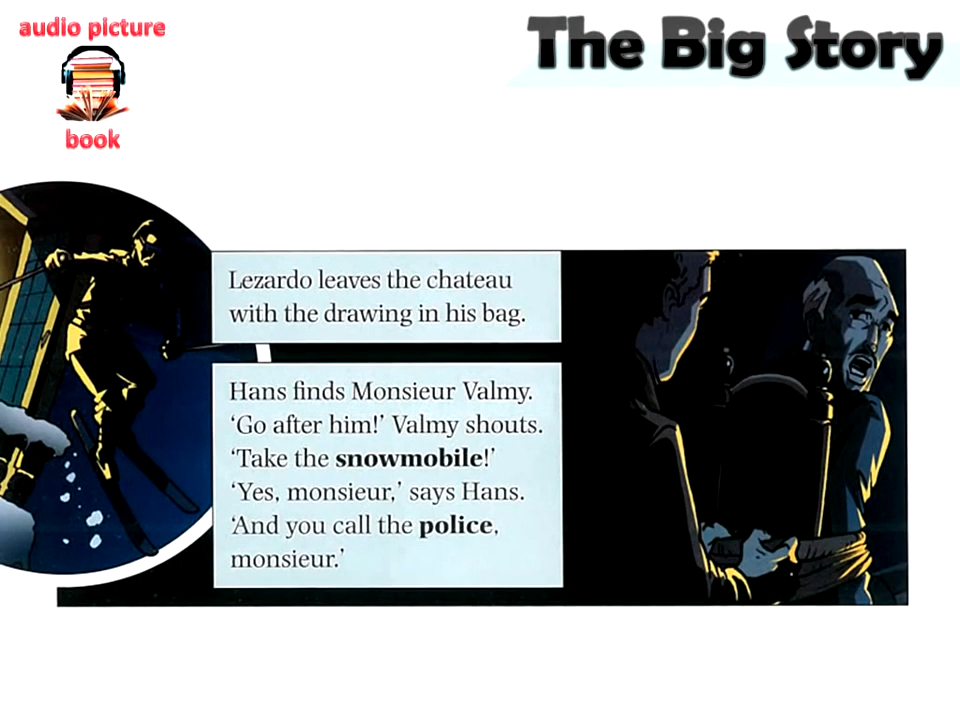 audio picture
book
The Big Story
Lezardo leaves the chateau
with the drawing in his bag.
Hans finds Monsieur Valmy.
‘Go after him!’ Valmy shouts.
‘Take the snowmobile!’
‘Yes, monsieur,’ says Hans.
‘And you call the police,
monsieur.’